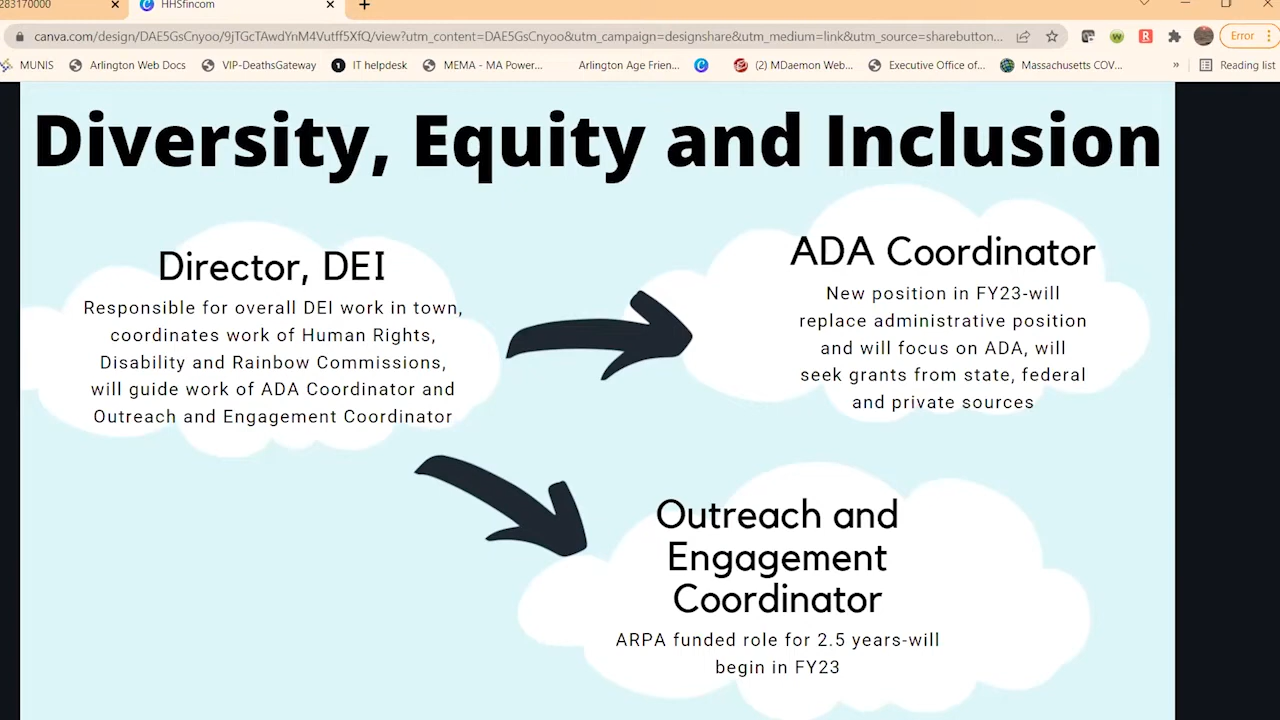 283170000
HHSfincom
canva.com/design/DAE5GsCnyoo/9jTGcTAwdYnM4Vutff5XfQ/view?utm_content=DAE5GsCnyoo&utm_campaign=designshare&utm_medium=link&utm_source=sharebutton...
Error
MUNIS Arlington Web Docs VIP-DeathsGateway IT helpdesk MEMA - MA Power... Arlington Age Frien... (2) MDaemon Web... Executive Office of... Massachusetts COV... » Reading list
Diversity, Equity and Inclusion
Director, DEI
Responsible for overall DEI work in town,
coordinates work of Human Rights,
Disability and Rainbow Commissions,
will guide work of ADA Coordinator and
Outreach and Engagement Coordinator
ADA Coordinator
New position in FY23-will
replace administrative position
and will focus on ADA, will
seek grants from state, federal
and private sources
Outreach and
Engagement
Coordinator
ARPA funded role for 2.5 years-will
begin in FY23